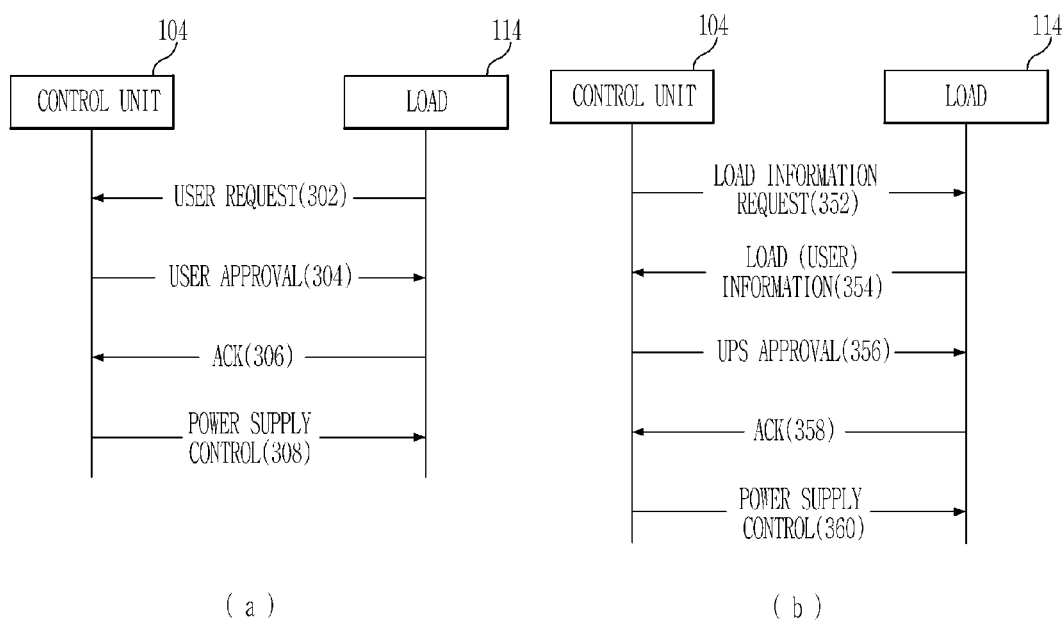 104
114
CONTROL UNIT
LOAD
USER REQUEST(302)
USER APPROVAL(304)
ACK(306)
POWER SUPPLY
CONTROL(308)
(a)
104
114
CONTROL UNIT
LOAD
LOAD INFORMATION
REQUEST(352)
LOAD (USER)
INFORMATION(354)
UPS APPROVAL(356)
ACK(358)
POWER SUPPLY
CONTROL(360)
(b)